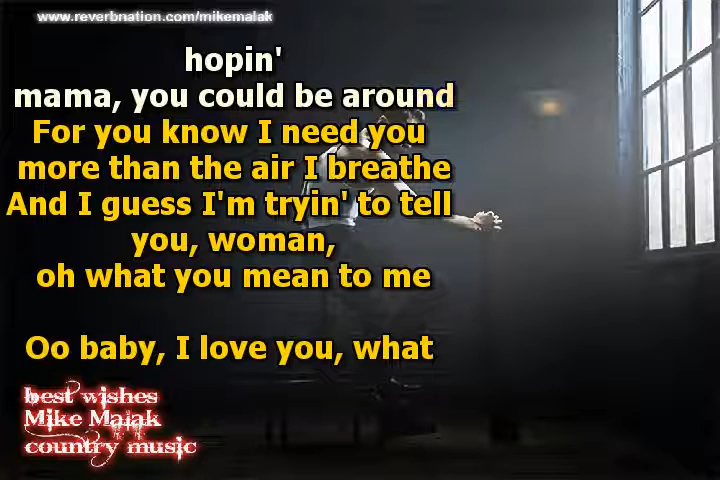 www.reverbnation.com/mikemalak
hopin'
mama, you could be around
For you know I need you
more than the air I breathe
And I guess I'm tryin' to tell
you, woman,
oh what you mean to me
Oo baby, I love you, what
best wishes
Mike Malak
country music